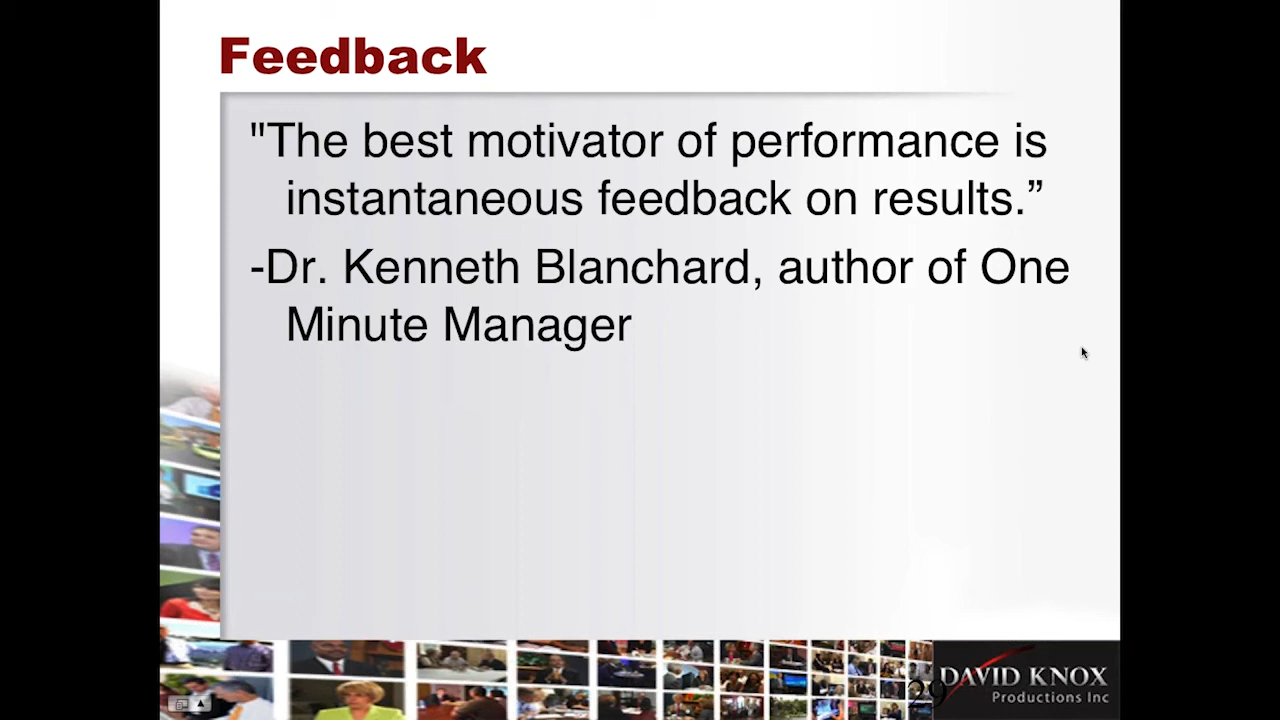 Feedback
"The best motivator of performance is
instantaneous feedback on results.”
-Dr. Kenneth Blanchard, author of One
Minute Manager
29
DAVID KNOX
Productions Inc